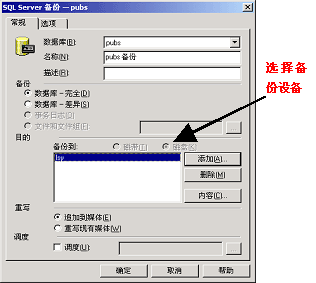 SQL Server 备份 — pubs
常规 选项
数据库(B): pubs
名称(N): pubs 备份
描述(R):
备份
数据库 - 完全(D)
数据库 - 差异(S)
事务日志(O)
文件和文件组(F):
目的
备份到: 磁带(T) 磁盘(K)
lsp
添加(A)...
删除(M)
内容(C)...
重写
追加到媒体(E)
重写现有媒体(W)
调度
调度(U):
确定 取消 帮助
选择备
份设备